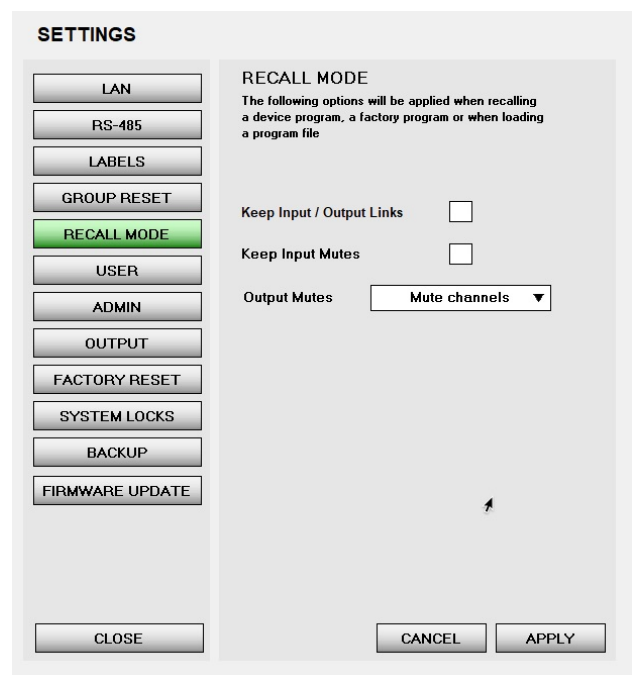 SETTINGS
LAN
RS-485
LABELS
GROUP RESET
RECALL MODE
USER
ADMIN
OUTPUT
FACTORY RESET
SYSTEM LOCKS
BACKUP
FIRMWARE UPDATE
CLOSE
RECALL MODE
The following options will be applied when recalling
a device program, a factory program or when loading
a program file
Keep Input / Output Links
Keep Input Mutes
Output Mutes Mute channels
CANCEL APPLY